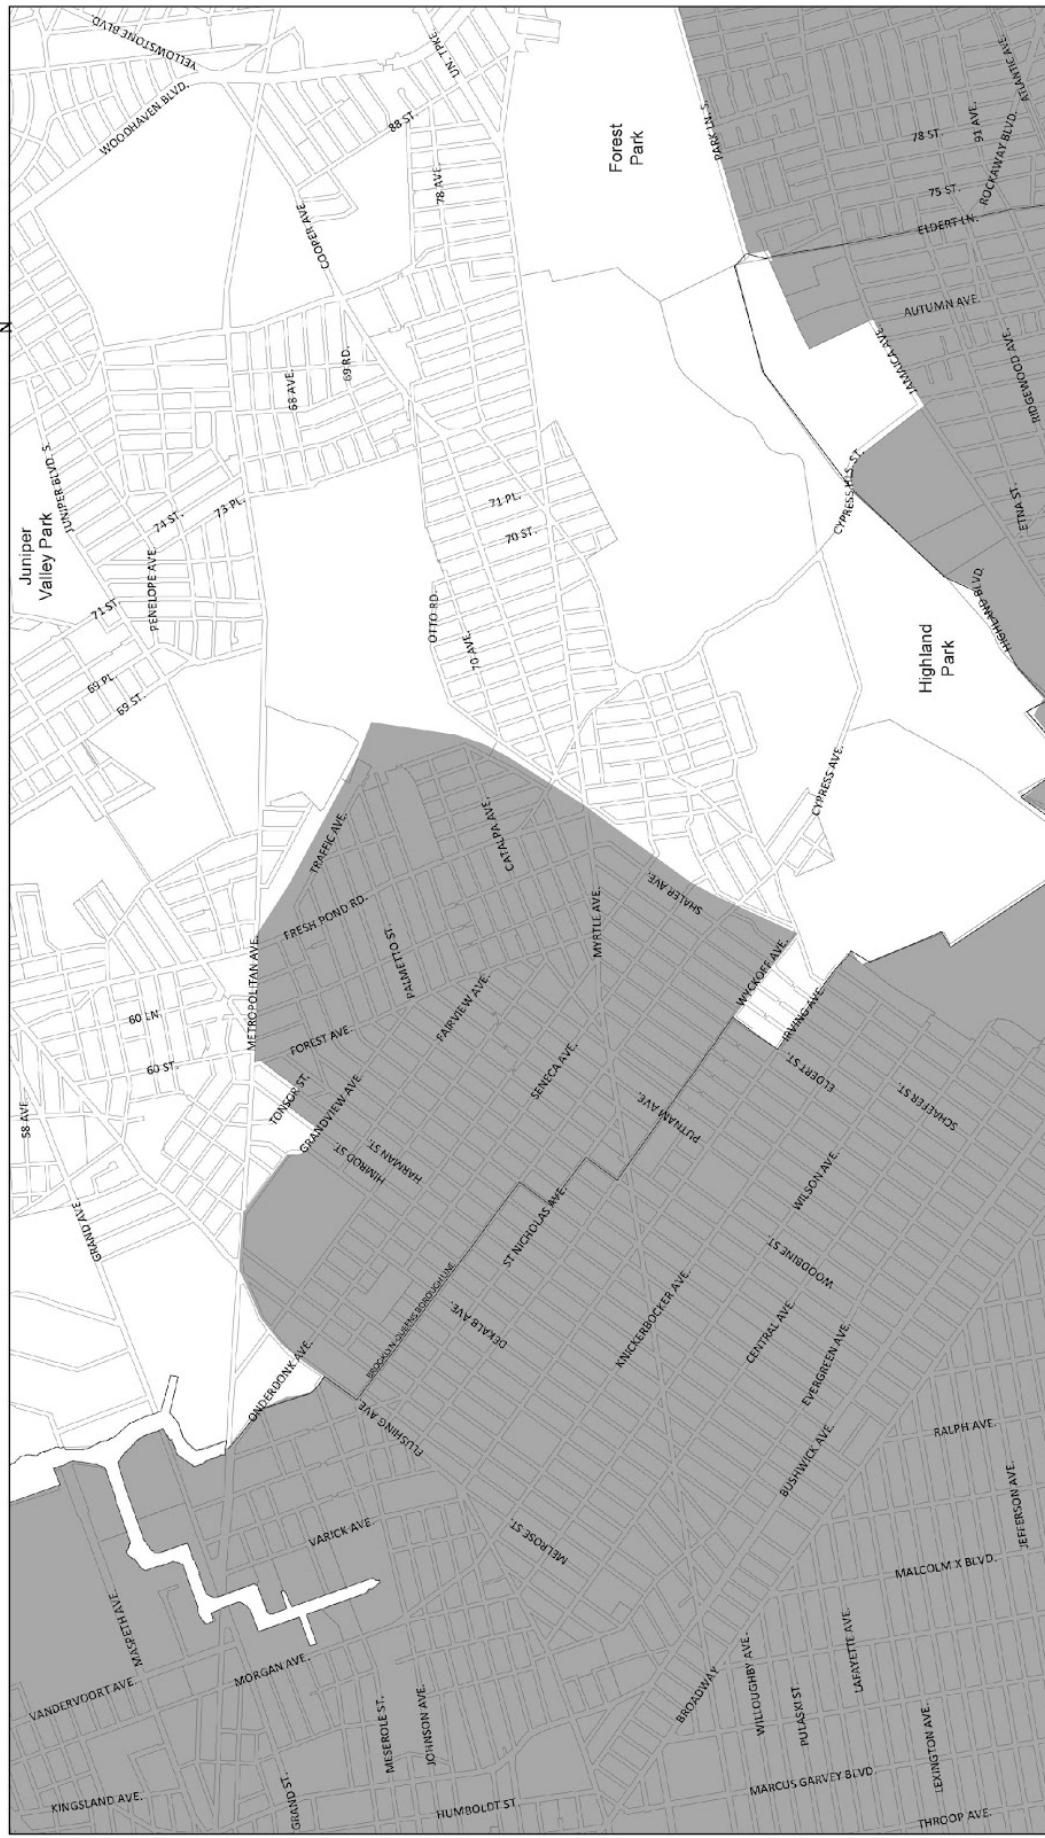 YELLOWSTONE BLVD.
WOODHAVEN BLVD.
UN. TPKE.
88 ST.
78 AVE.
COOPER AVE.
Forest
Park
PARK LN. S.
78 ST.
91 AVE.
ATLANTIC AVE.
ROCKAWAY BLVD.
75 ST.
ELDERT LN.
AUTUMN AVE.
JAMAICA AVE.
RIDGEWOOD AVE.
N
68 AVE.
69 RD.
Juniper
Valley Park
JUNIPER BLVD. S.
74 ST.
73 PL.
PENELOPE AVE.
71 ST.
69 PL.
69 ST.
71 PL.
70 ST.
OTTO RD.
70 AVE.
CYPRESS HLS. ST.
ETNA ST.
HIGHLAND BLVD.
Highland
Park
CYPRESS AVE.
TRAFFIC AVE.
CATALPA AVE.
FRESH POND RD.
PALMETTO ST.
SHALER AVE.
MYRTLE AVE.
METROPOLITAN AVE.
60 LN.
60 ST.
58 AVE.
FOREST AVE.
FAIRVIEW AVE.
WYCKOFF AVE.
IRVING AVE.
TONSOR ST.
GRANDVIEW AVE.
HIMROD ST.
HARMAN ST.
SENECA AVE.
PUTNAM AVE.
ELDERT ST.
SCHAEFER ST.
GRAND AVE
ST NICHOLAS AVE.
WILSON AVE.
WOODBINE ST.
BROOKLYN-QUEENS BOROUGH LINE
DEKALB AVE.
KNICKERBOCKER AVE.
CENTRAL AVE.
EVERGREEN AVE.
ONDERDONK AVE.
FLUSHING AVE
BUSHWICK AVE.
RALPH AVE.
JEFFERSON AVE.
VARICK AVE.
MELROSE ST.
MALCOLM X BLVD.
MASPETH AVE.
VANDERVOORT AVE.
MORGAN AVE.
BROADWAY
WILLOUGHBY AVE.
LAFAYETTE AVE.
PULASKI ST.
MESEROLE ST.
JOHNSON AVE.
LEXINGTON AVE.
MARCUS GARVEY BLVD
KINGSLAND AVE.
GRAND ST.
HUMBOLDT ST
THROOP AVE.